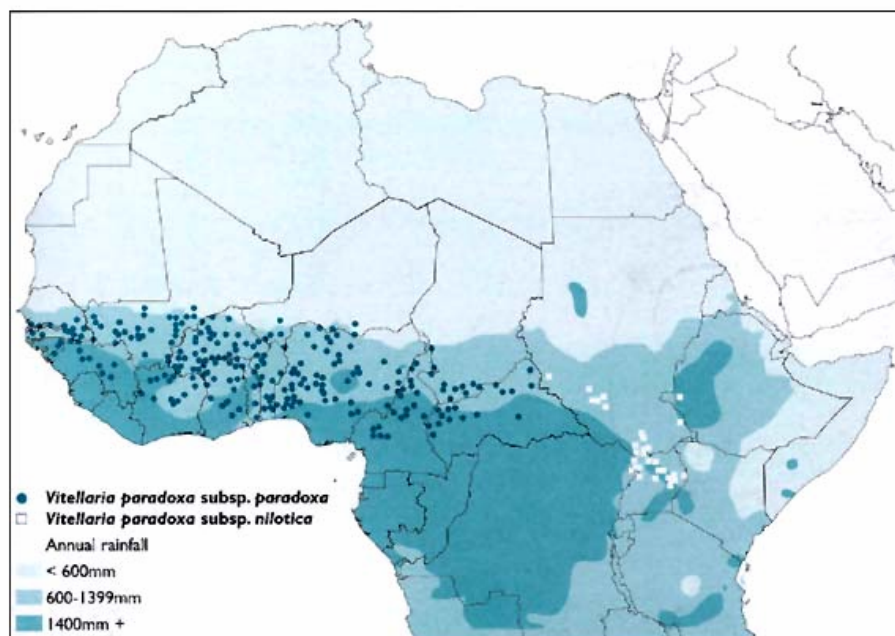 Vitellaria paradoxa subsp. paradoxa
Vitellaria paradoxa subsp. nilotica
Annual rainfall
< 600mm
600-1399mm
1400mm +